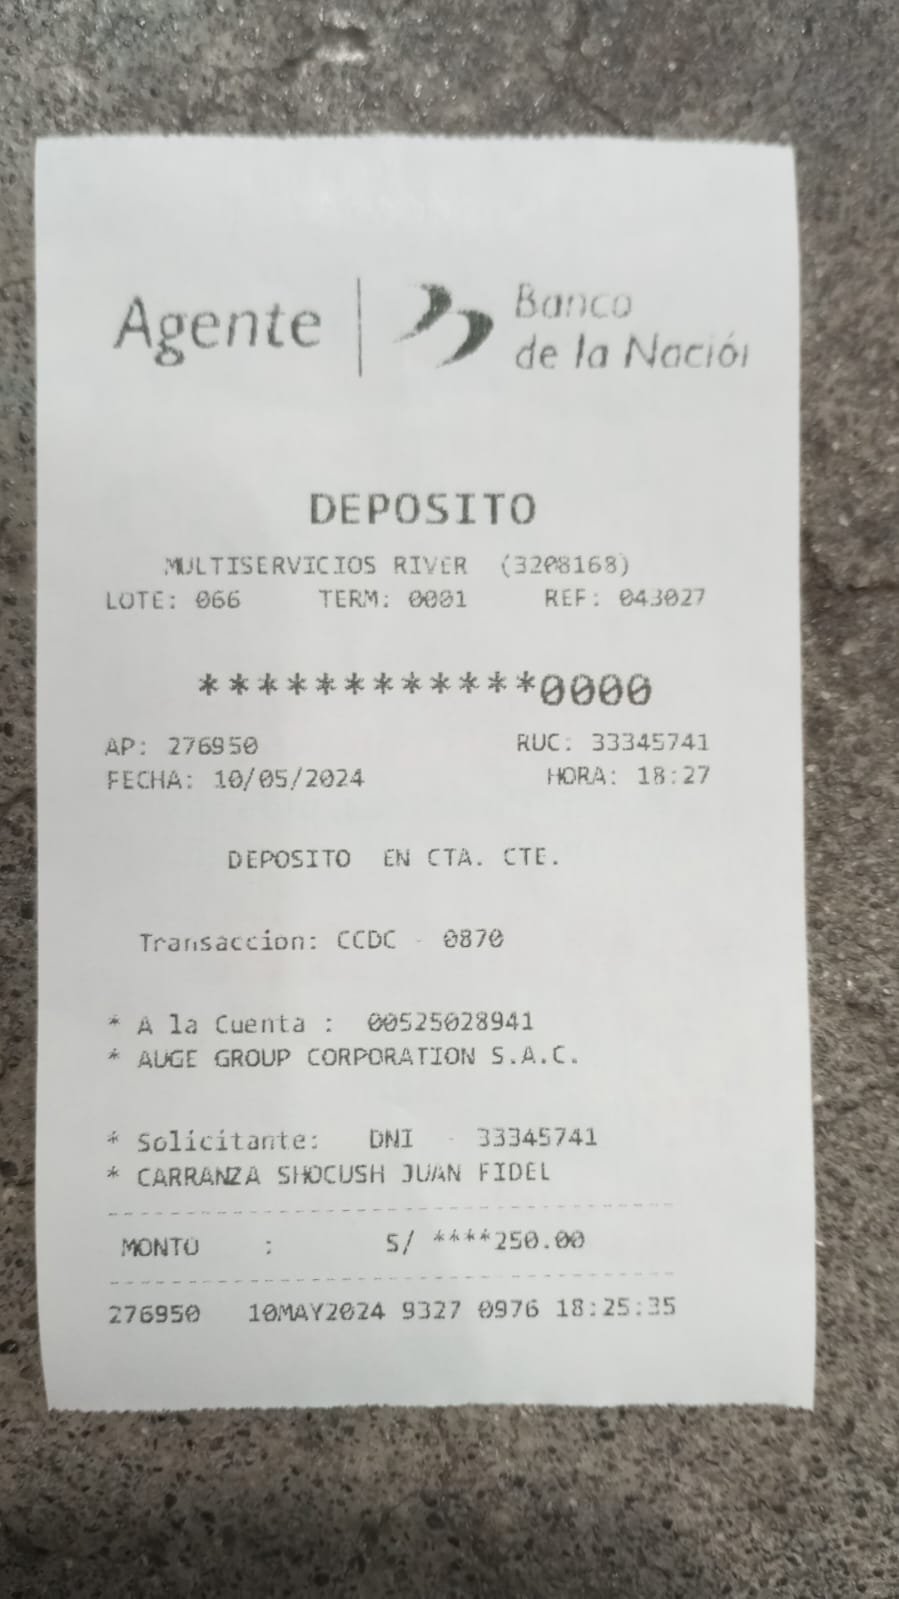 Agente
Banco
de la Nación
DEPOSITO
MULTISERVICIOS RIVER (3208168)
LOTE: 066 TERM: 0001 REF: 043027
************0000
AP: 276950 RUC: 33345741
FECHA: 10/05/2024 HORA: 18:27
DEPOSITO EN CTA. CTE.
Transaccion: CCDC - 0870
* A la Cuenta : 00525028941
* AUGE GROUP CORPORATION S.A.C.
* Solicitante: DNI - 33345741
* CARRANZA SHOCUSH JUAN FIDEL
MONTO : S/ ****250.00
276950 10MAY2024 9327 0976 18:25:35